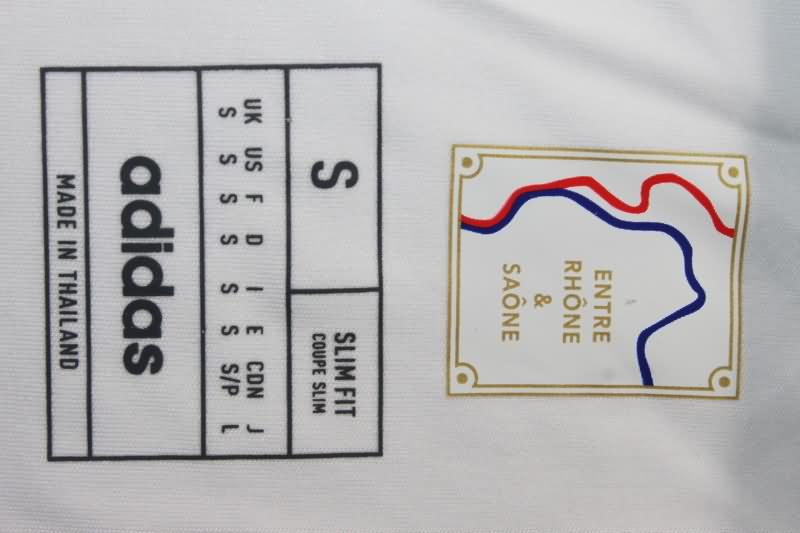 ENTRE
RHÔNE
&
SAÔNE
S
SLIM FIT
COUPE SLIM
UK US F D I E CDN J
S S S S S S S/P L
adidas
MADE IN THAILAND